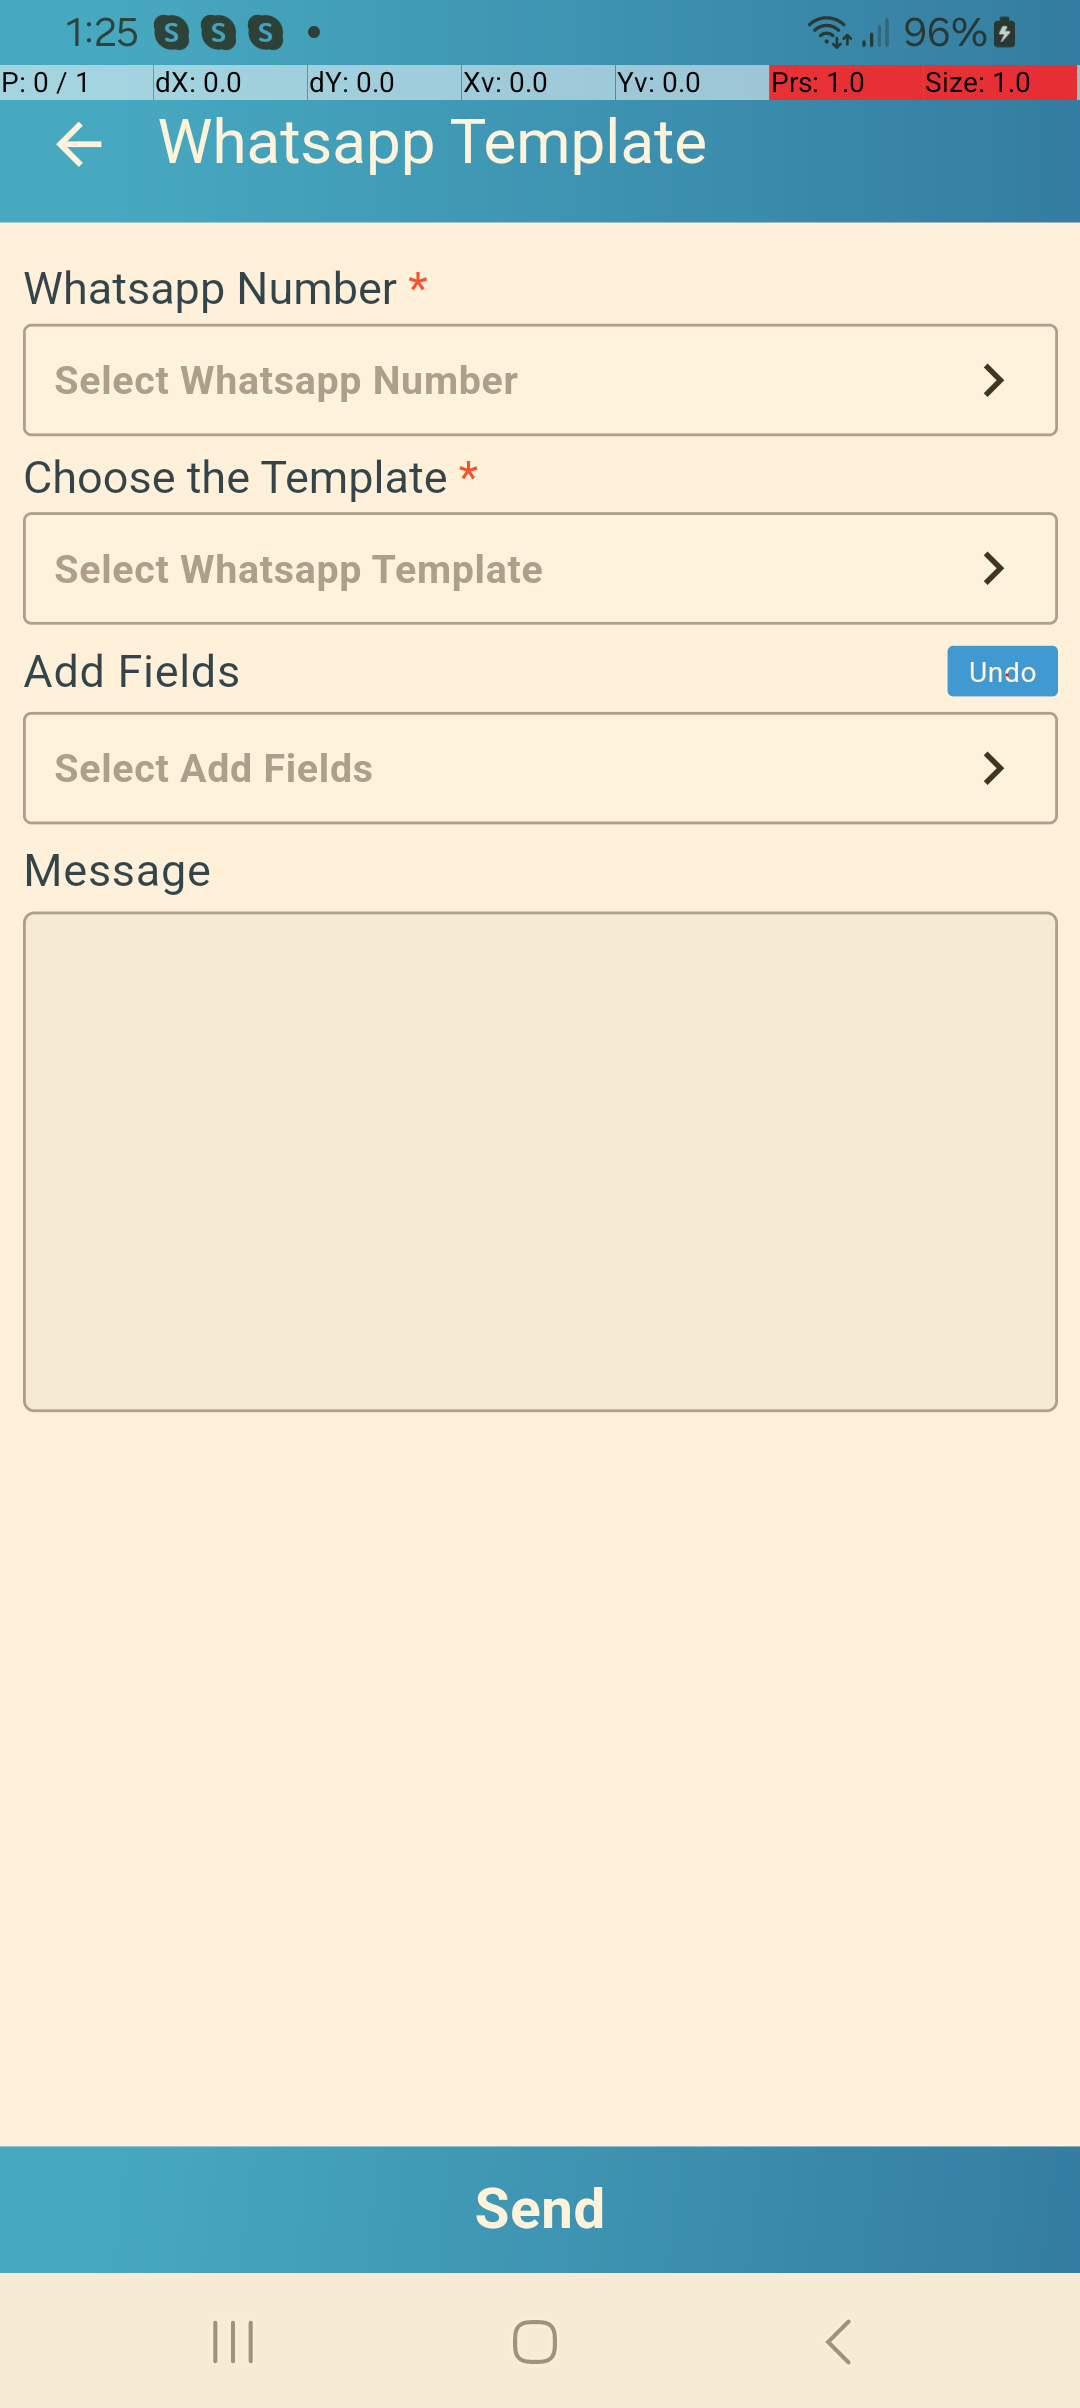 1:25 S S S 96%
P: 0 / 1 dX: 0.0 dY: 0.0 Xv: 0.0 Yv: 0.0 Prs: 1.0 Size: 1.0
Whatsapp Template
Whatsapp Number *
Select Whatsapp Number
Choose the Template *
Select Whatsapp Template
Add Fields Undo
Select Add Fields
Message
Send